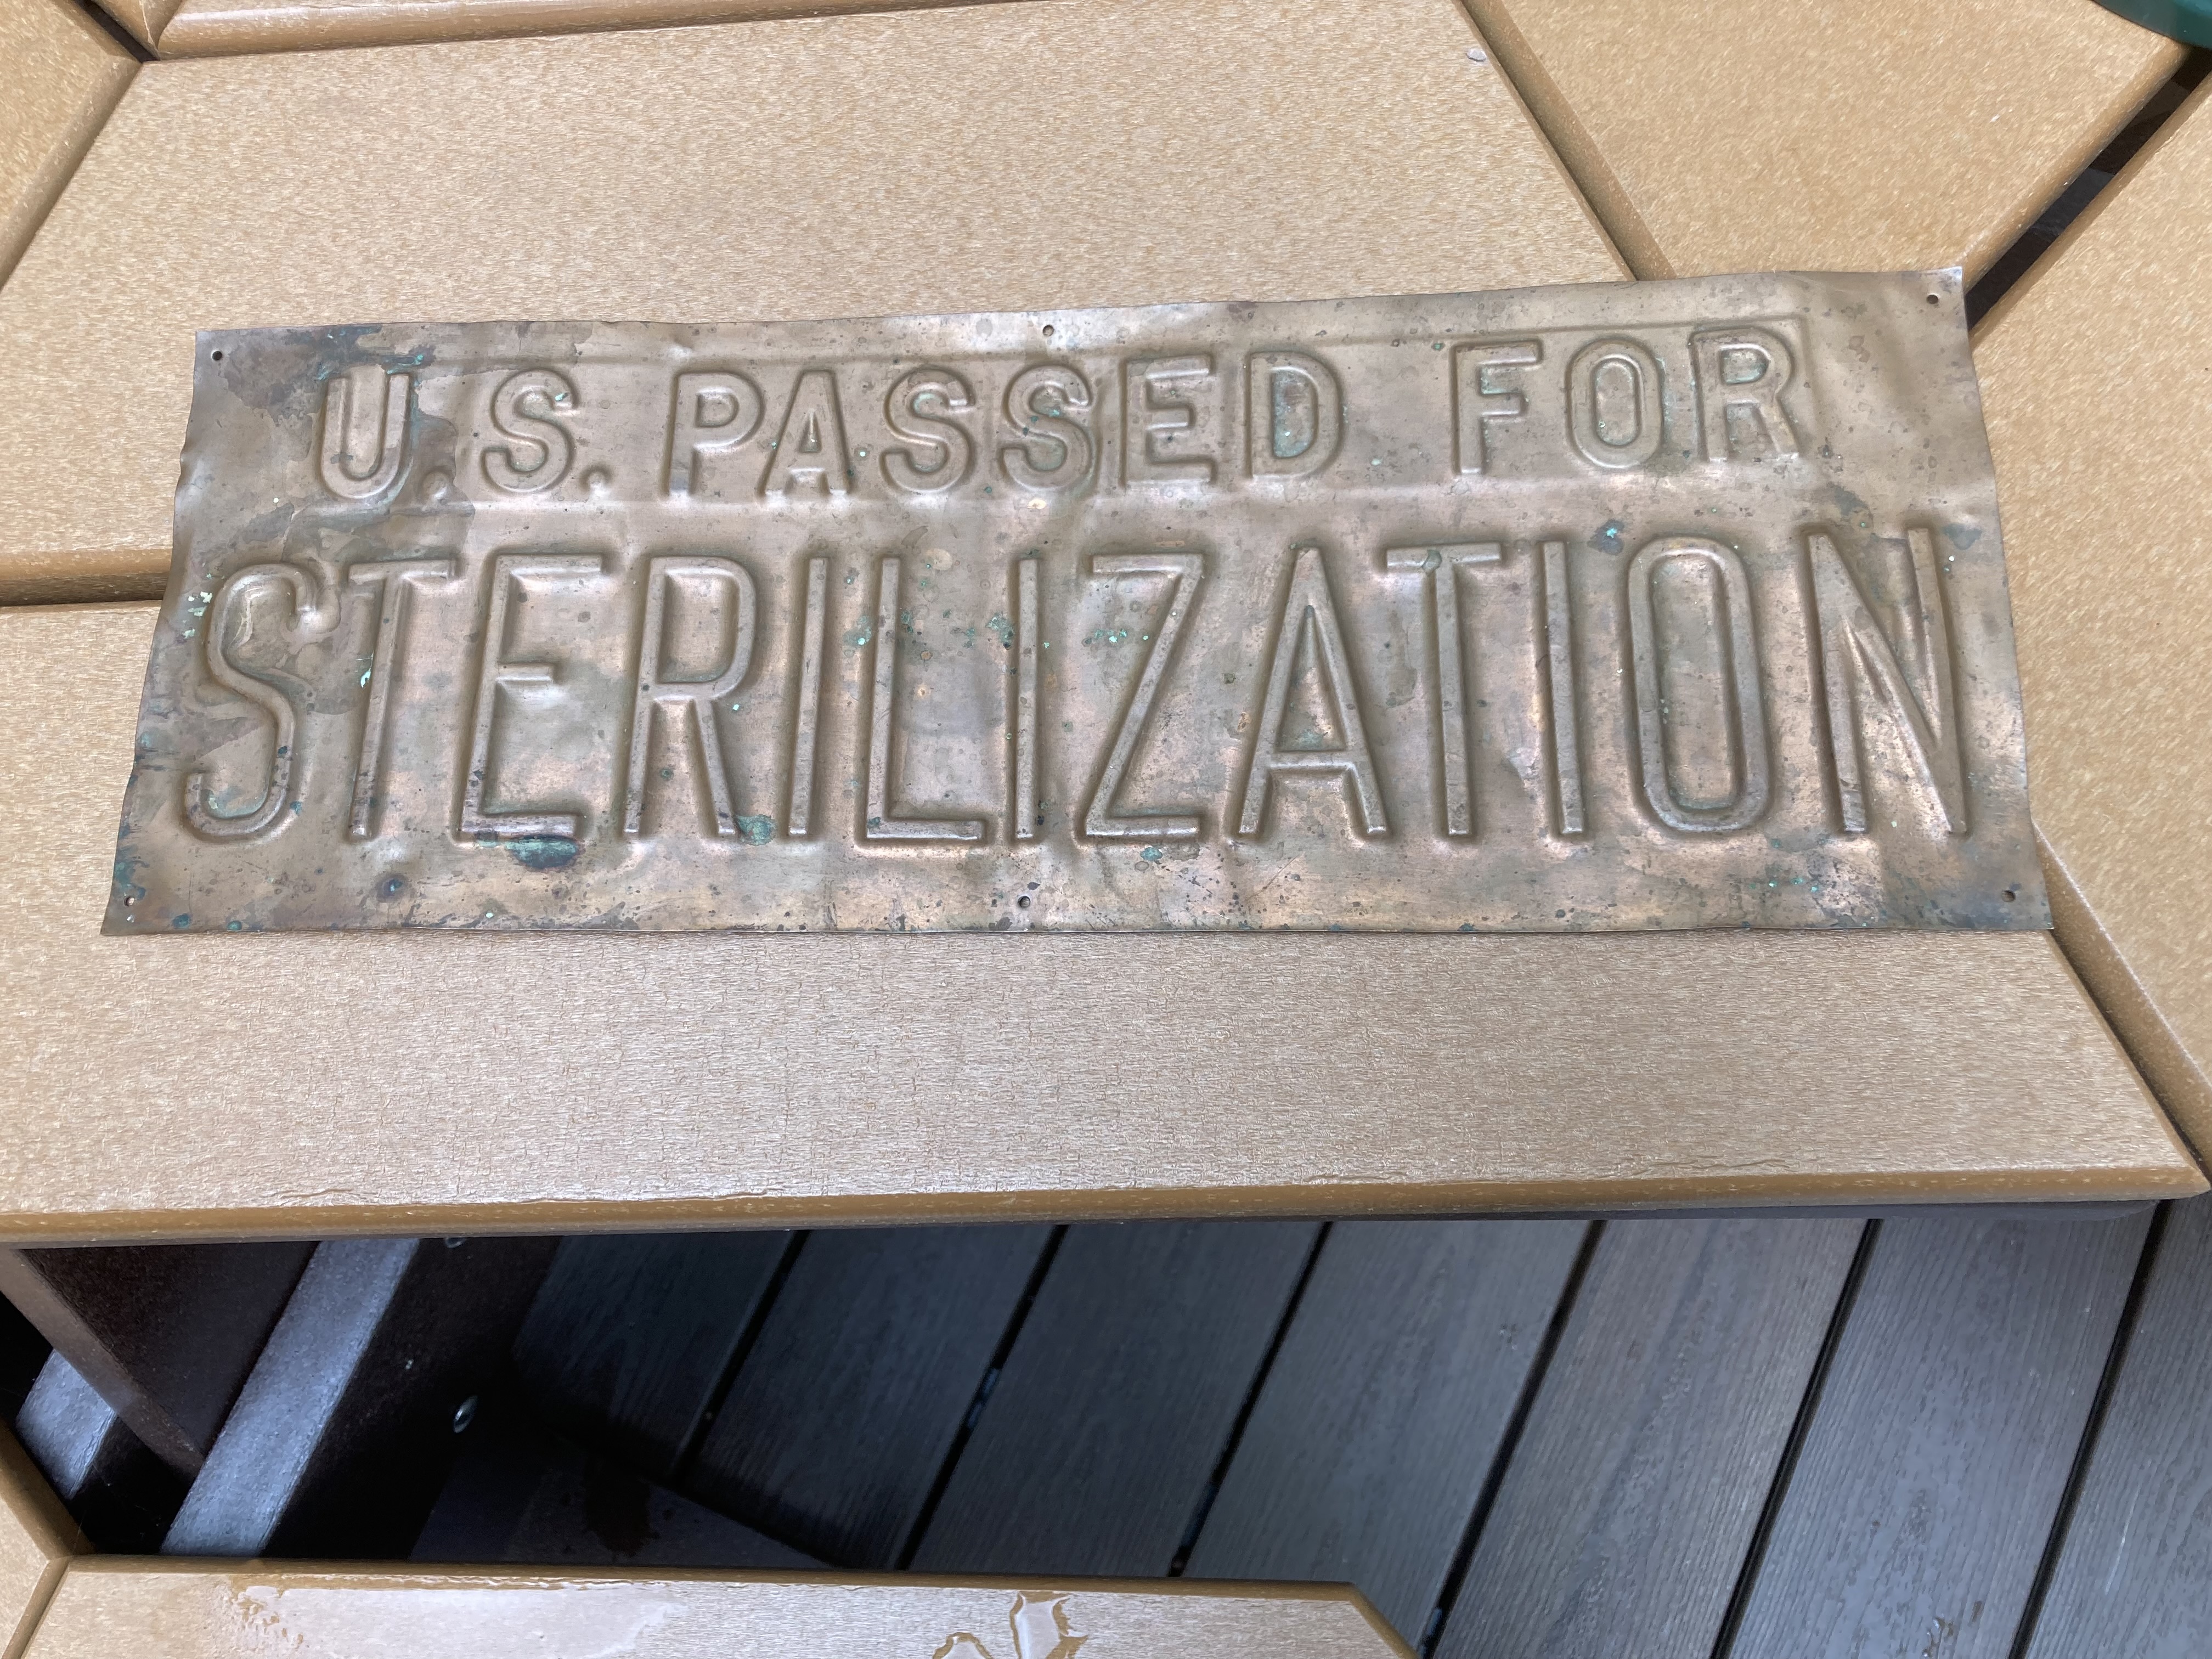 U.S. PASSED FOR
STERILIZATION